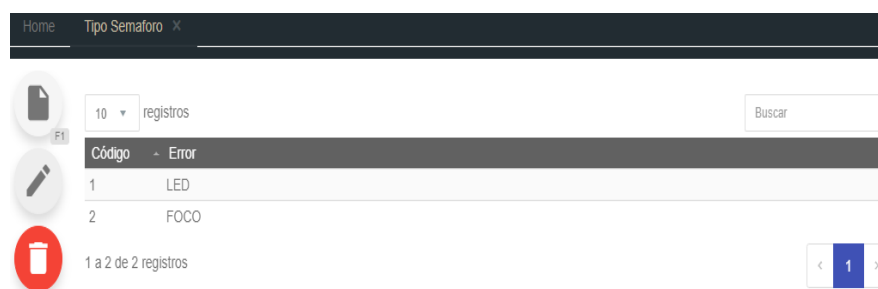 Home Tipo Semaforo ×
F1
10 registros Buscar
Código Error
1 LED
2 FOCO
1 a 2 de 2 registros ‹ 1 ›